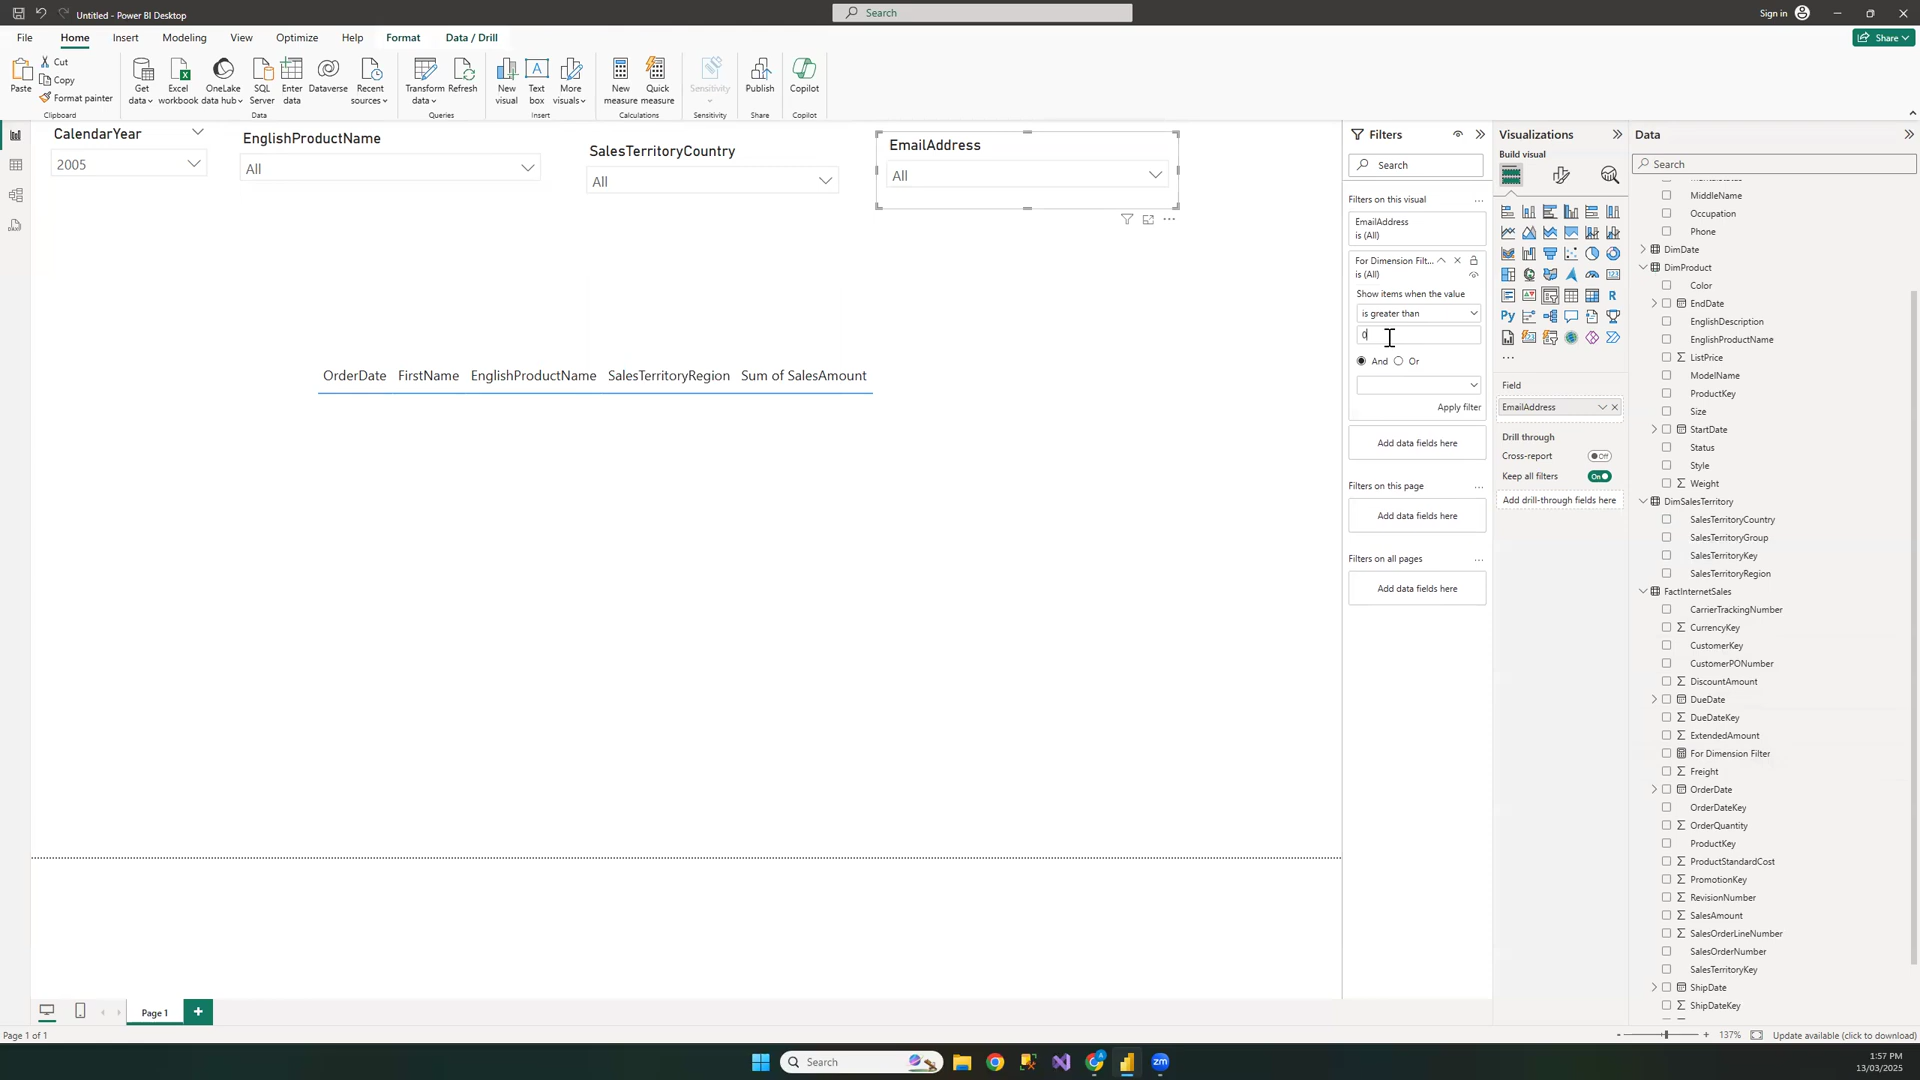 Untitled - Power BI Desktop
Search
Sign in
File
Home
Insert
Modeling
View
Optimize
Help
Format
Data / Drill
Share
Paste
Cut
Copy
Format painter
Clipboard
Get data
Excel workbook
OneLake data hub
SQL Server
Enter data
Dataverse
Recent sources
Data
Transform data
Refresh
Queries
New visual
Text box
More visuals
Insert
New measure
Quick measure
Calculations
Sensitivity
Sensitivity
Publish
Share
Copilot
Copilot
CalendarYear
2005
EnglishProductName
All
SalesTerritoryCountry
All
EmailAddress
All
OrderDate FirstName EnglishProductName SalesTerritoryRegion Sum of SalesAmount
Filters
Search
Filters on this visual
EmailAddress
is (All)
For Dimension Filt...
is (All)
Show items when the value
is greater than
0
And
Or
Apply filter
Add data fields here
Filters on this page
Add data fields here
Filters on all pages
Add data fields here
Visualizations
Build visual
Field
EmailAddress
Drill through
Cross-report
Off
Keep all filters
On
Add drill-through fields here
Data
Search
MiddleName
Occupation
Phone
DimDate
DimProduct
Color
EndDate
EnglishDescription
EnglishProductName
ListPrice
ModelName
ProductKey
Size
StartDate
Status
Style
Weight
DimSalesTerritory
SalesTerritoryCountry
SalesTerritoryGroup
SalesTerritoryKey
SalesTerritoryRegion
FactInternetSales
CarrierTrackingNumber
CurrencyKey
CustomerKey
CustomerPONumber
DiscountAmount
DueDate
DueDateKey
ExtendedAmount
For Dimension Filter
Freight
OrderDate
OrderDateKey
OrderQuantity
ProductKey
ProductStandardCost
PromotionKey
RevisionNumber
SalesAmount
SalesOrderLineNumber
SalesOrderNumber
SalesTerritoryKey
ShipDate
ShipDateKey
Page 1
Page 1 of 1
137%
Update available (click to download)
Search
1:57 PM
13/03/2025